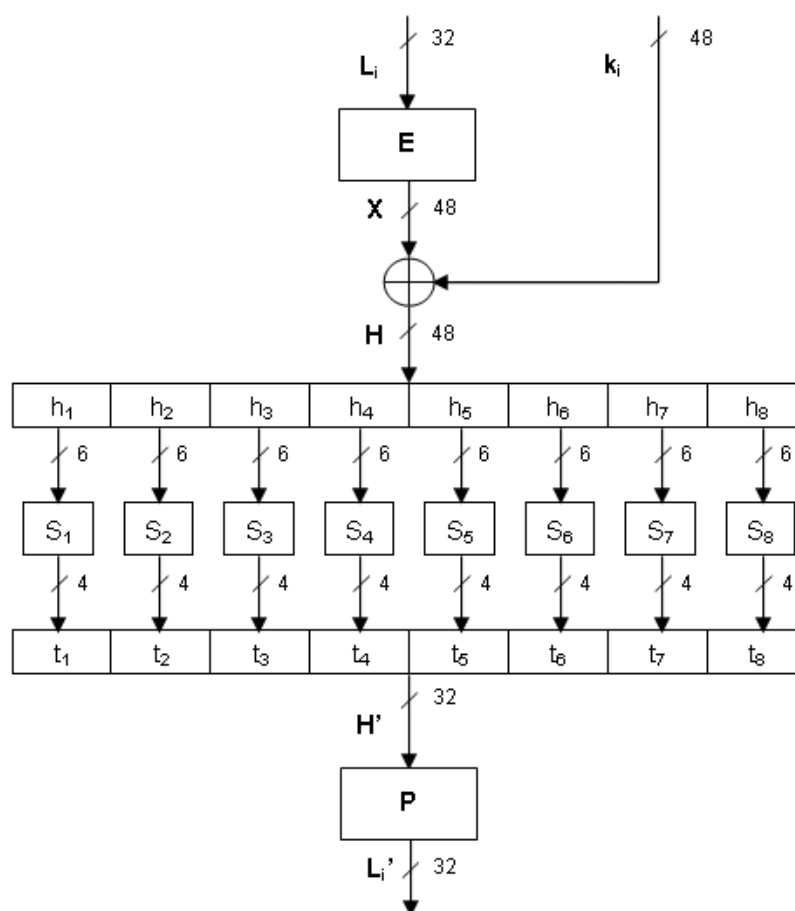 32
48
Lᵢ
kᵢ
E
X
48
H
48
h₁ h₂ h₃ h₄ h₅ h₆ h₇ h₈
6 6 6 6 6 6 6 6
S₁ S₂ S₃ S₄ S₅ S₆ S₇ S₈
4 4 4 4 4 4 4 4
t₁ t₂ t₃ t₄ t₅ t₆ t₇ t₈
32
H’
P
Lᵢ’
32